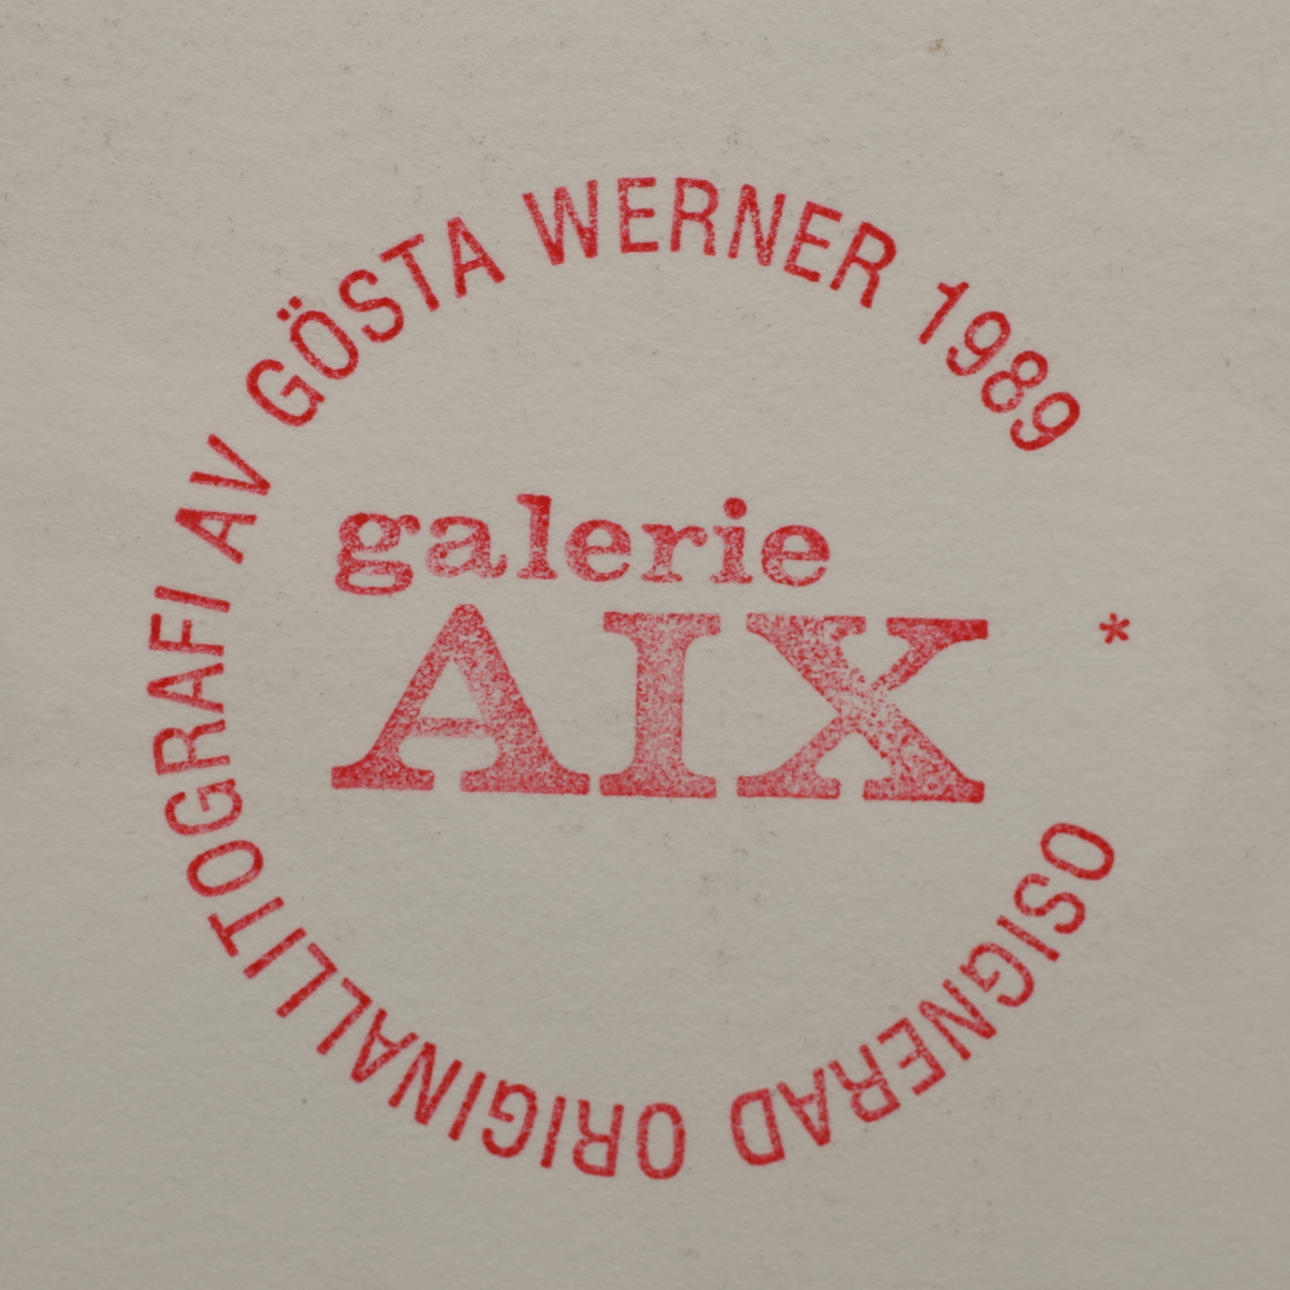 OSIGNERAD ORIGINALLITOGRAFI AV GÖSTA WERNER 1989 *
galerie
AIX